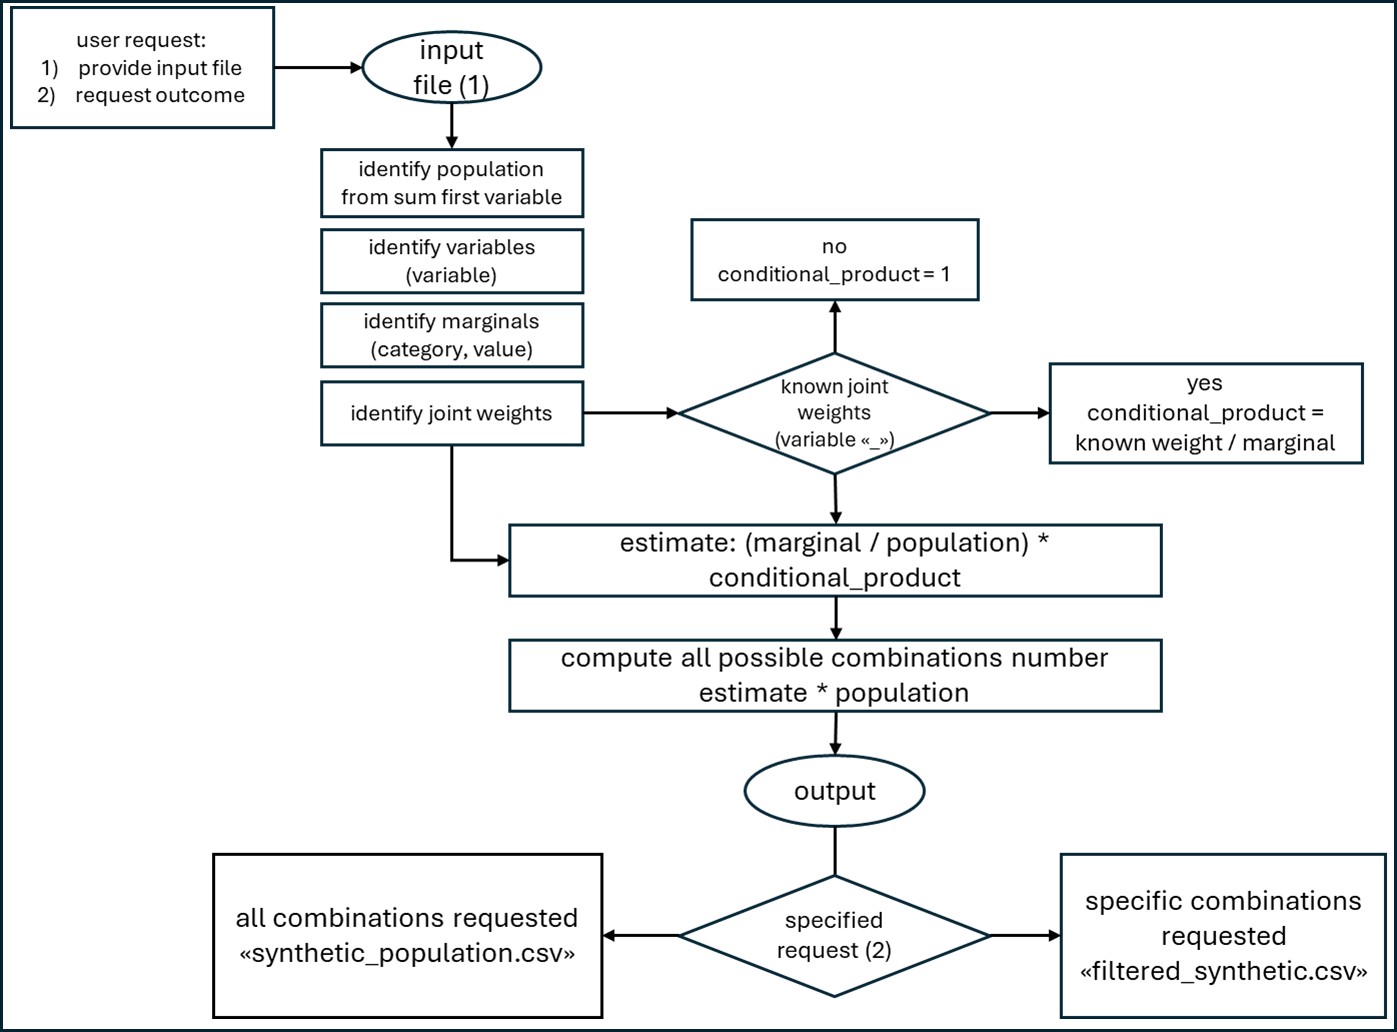 user request:
1) provide input file
2) request outcome
input
file (1)
identify population
from sum first variable
identify variables
(variable)
identify marginals
(category, value)
identify joint weights
no
conditional_product = 1
known joint
weights
(variable «_»)
yes
conditional_product =
known weight / marginal
estimate: (marginal / population) *
conditional_product
compute all possible combinations number
estimate * population
output
specified
request (2)
all combinations requested
«synthetic_population.csv»
specific combinations
requested
«filtered_synthetic.csv»